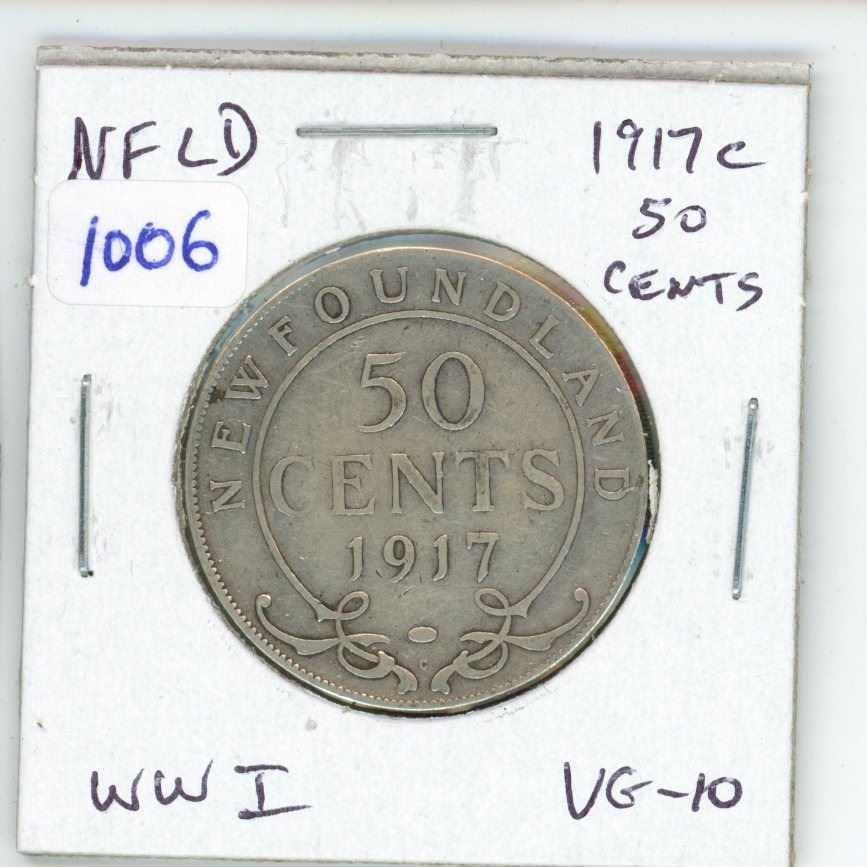 NFLD
1917c
50
CENTS
1006
NEWFOUNDLAND
50
CENTS
1917
C
WW I
VG-10